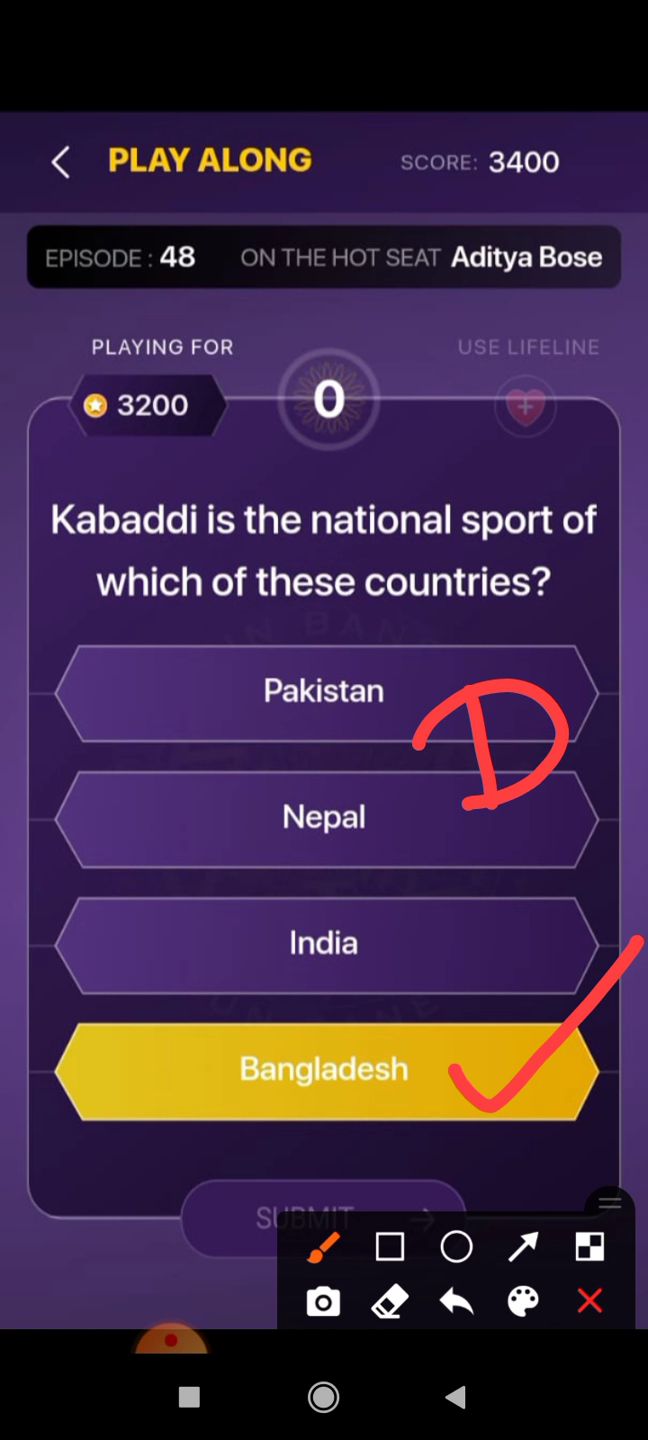 PLAY ALONG SCORE: 3400
EPISODE : 48 ON THE HOT SEAT Aditya Bose
PLAYING FOR USE LIFELINE
3200 0
Kabaddi is the national sport of
which of these countries?
Pakistan
D
Nepal
India
Bangladesh
SUBMIT